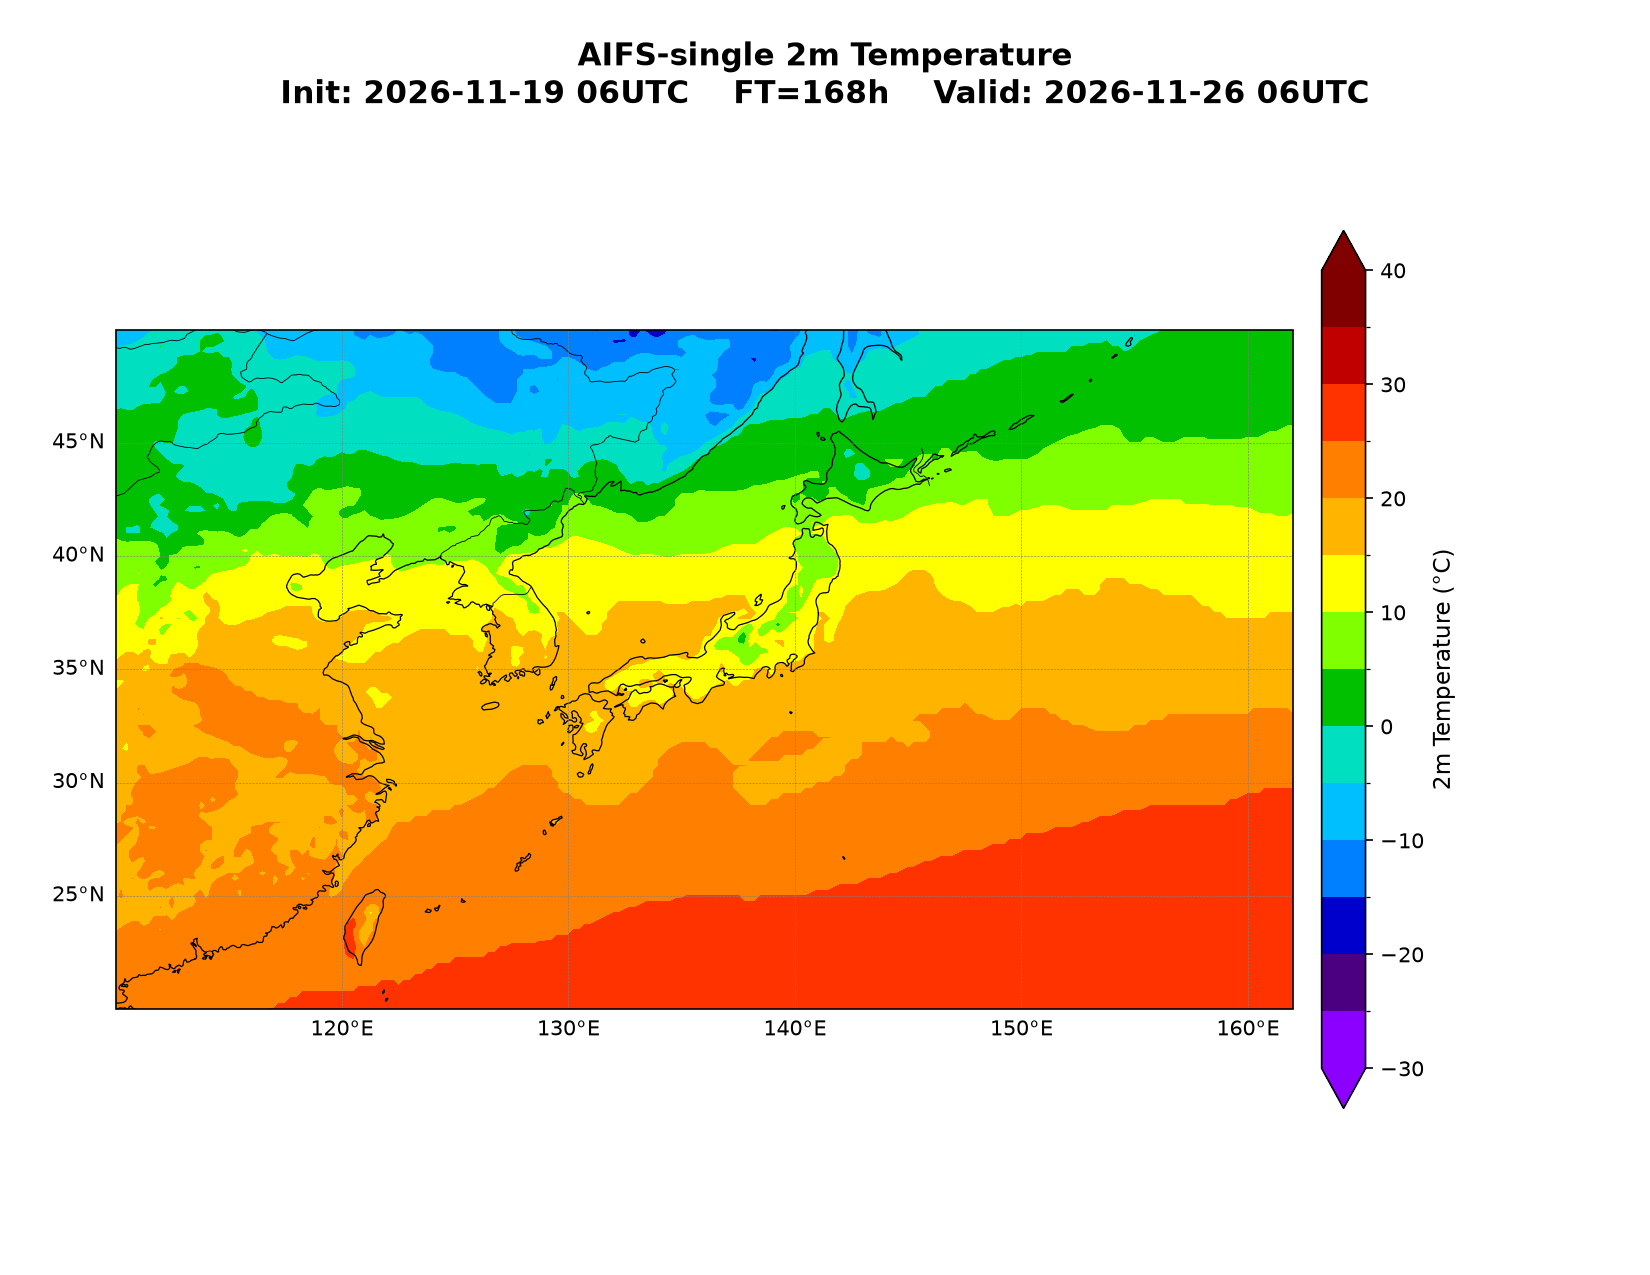 AIFS-single 2m Temperature
Init: 2026-11-19 06UTC    FT=168h    Valid: 2026-11-26 06UTC
45°N
40°N
35°N
30°N
25°N
120°E
130°E
140°E
150°E
160°E
40
30
20
10
0
−10
−20
−30
2m Temperature (°C)